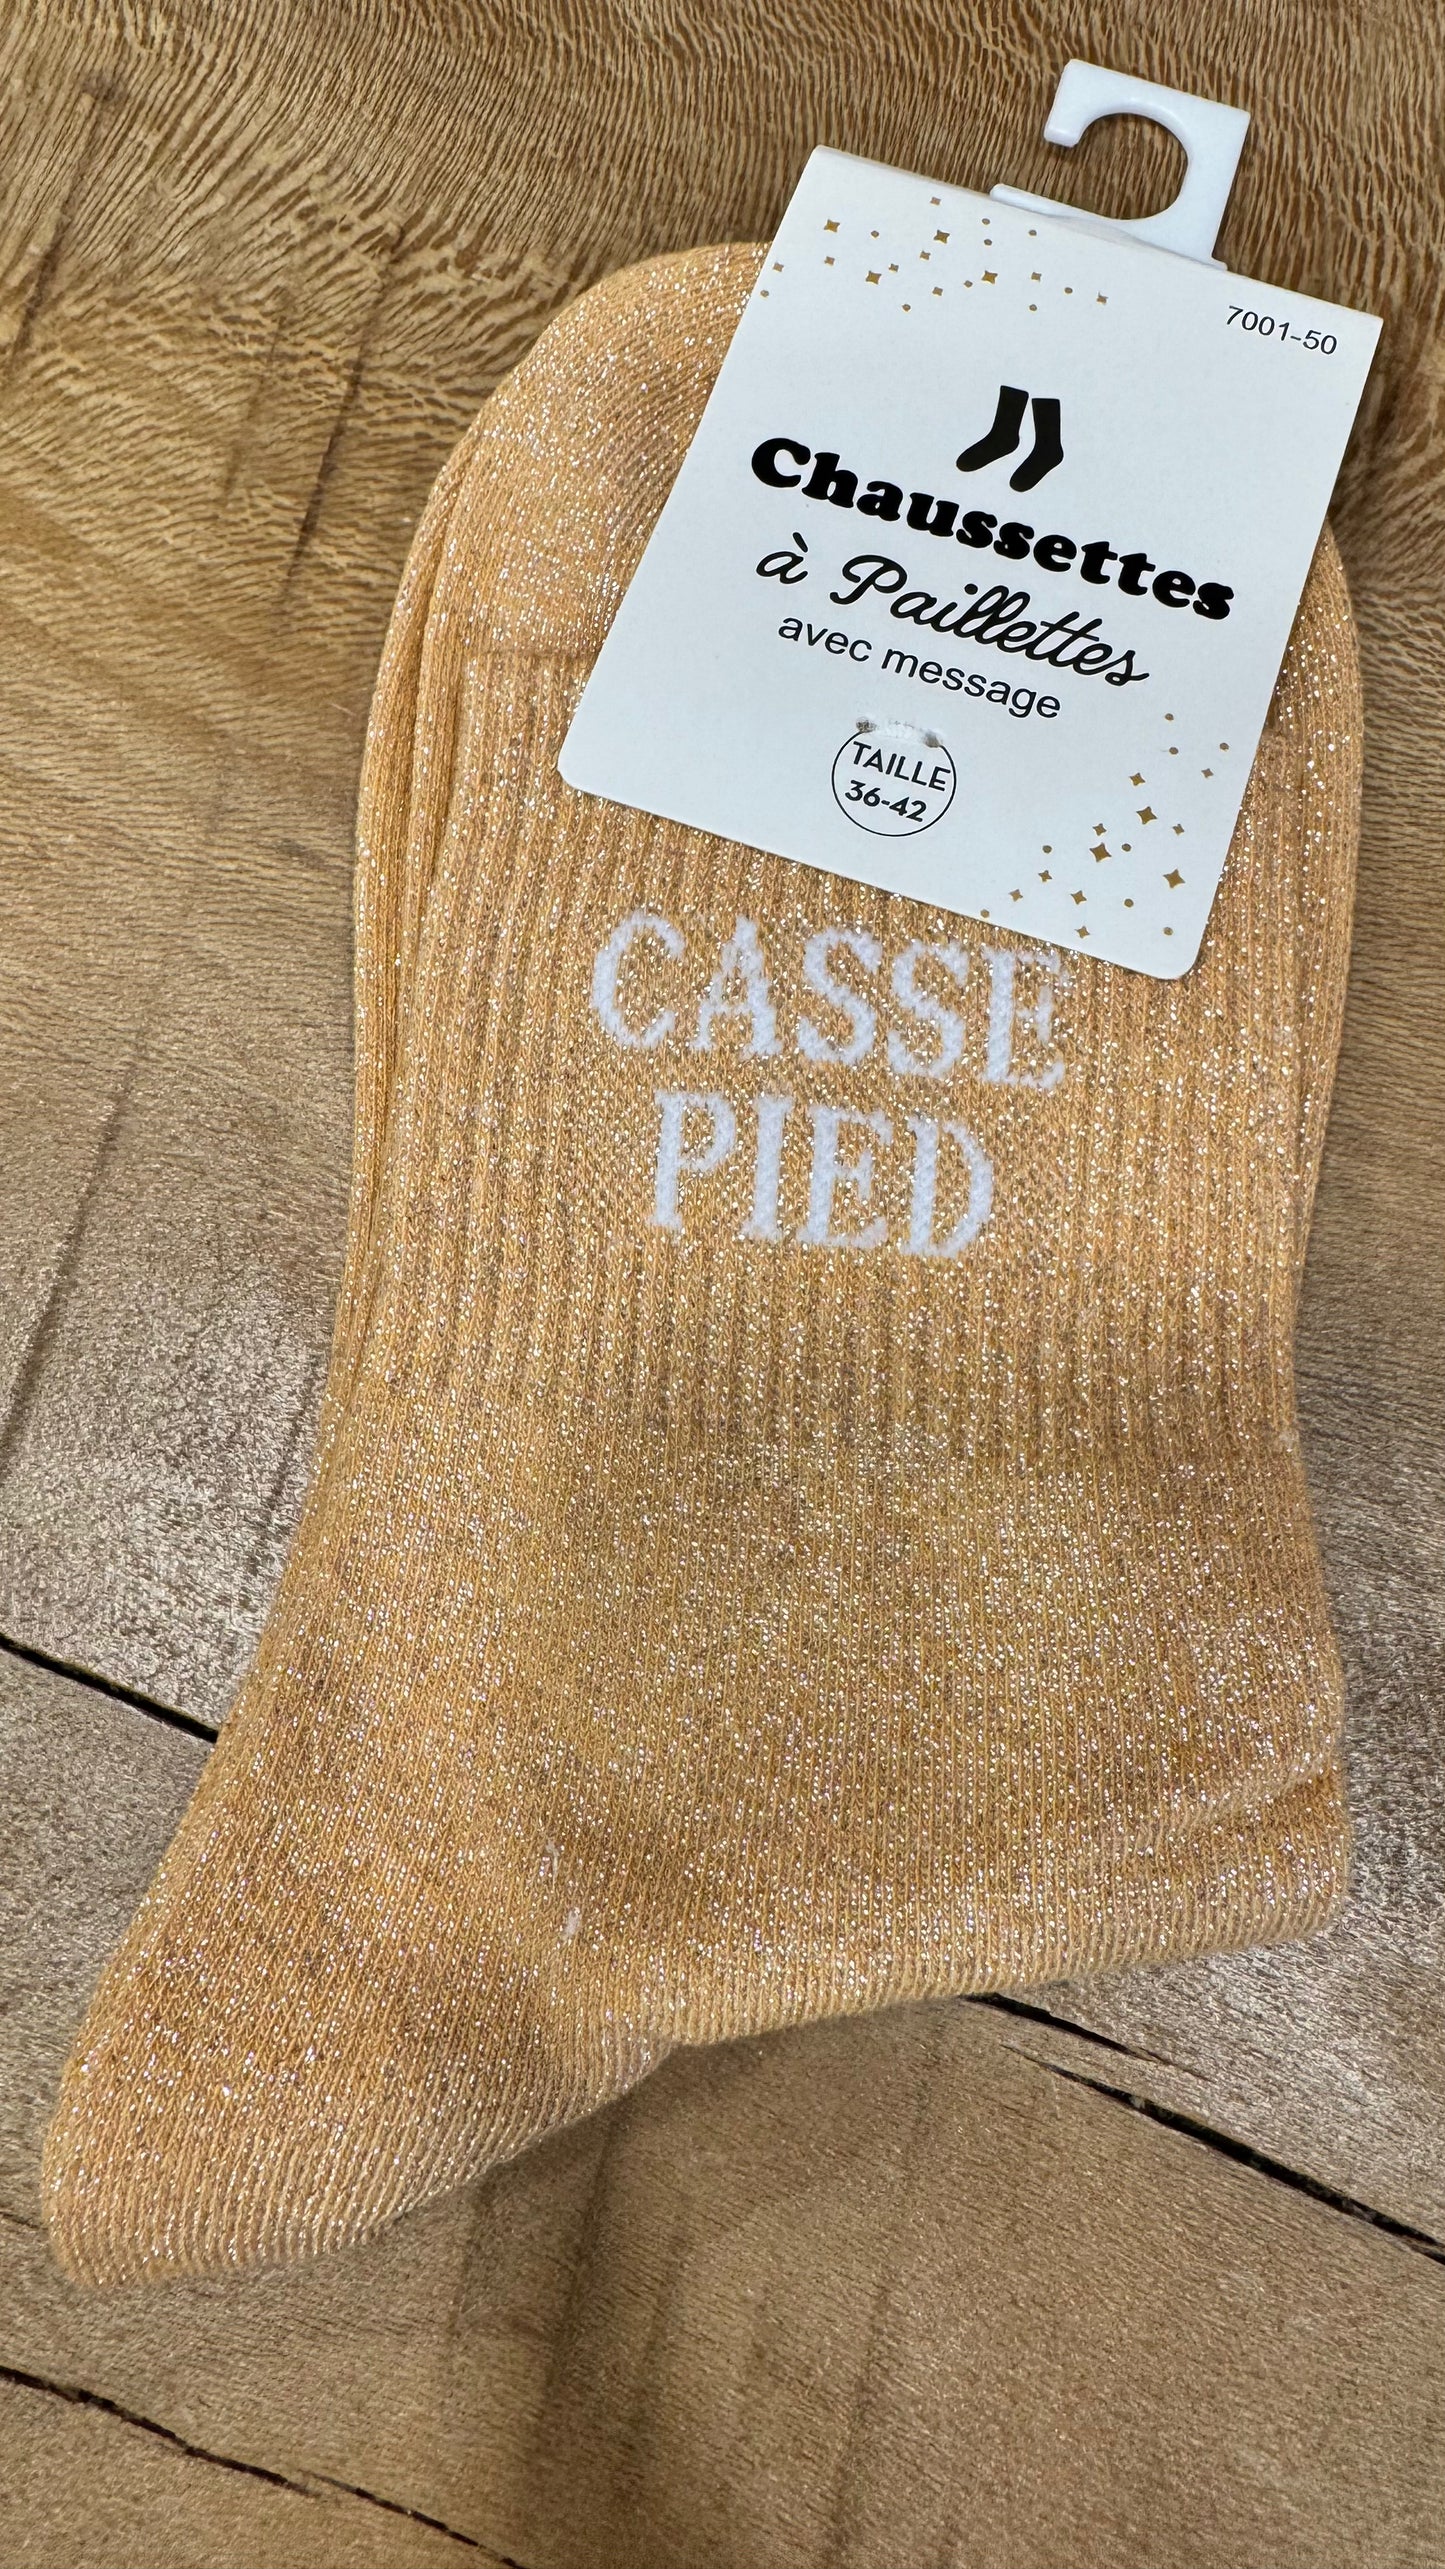 7001-50
Chaussettes
à Paillettes
avec message
TAILLE
36-42
CASSE
PIED